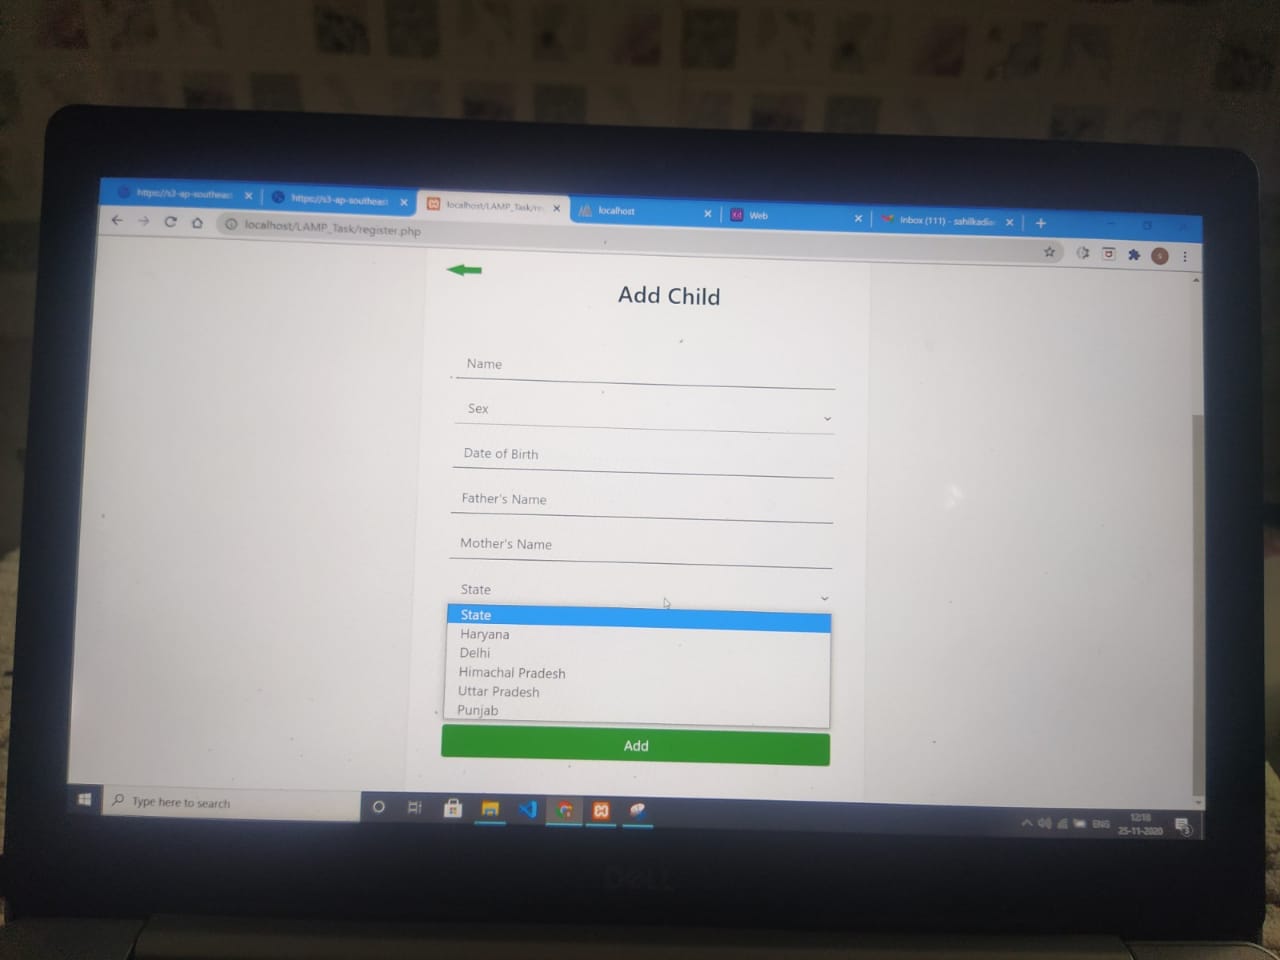 https://s3-ap-southeast
https://s3-ap-southeast
localhost/LAMP_Task/re
localhost
Xd Web
Inbox (111) - sahilkadia
localhost/LAMP_Task/register.php
Add Child
Name
Sex
Date of Birth
Father's Name
Mother's Name
State
State
Haryana
Delhi
Himachal Pradesh
Uttar Pradesh
Punjab
Add
Type here to search
ENG
12:18
25-11-2020
3
DELL